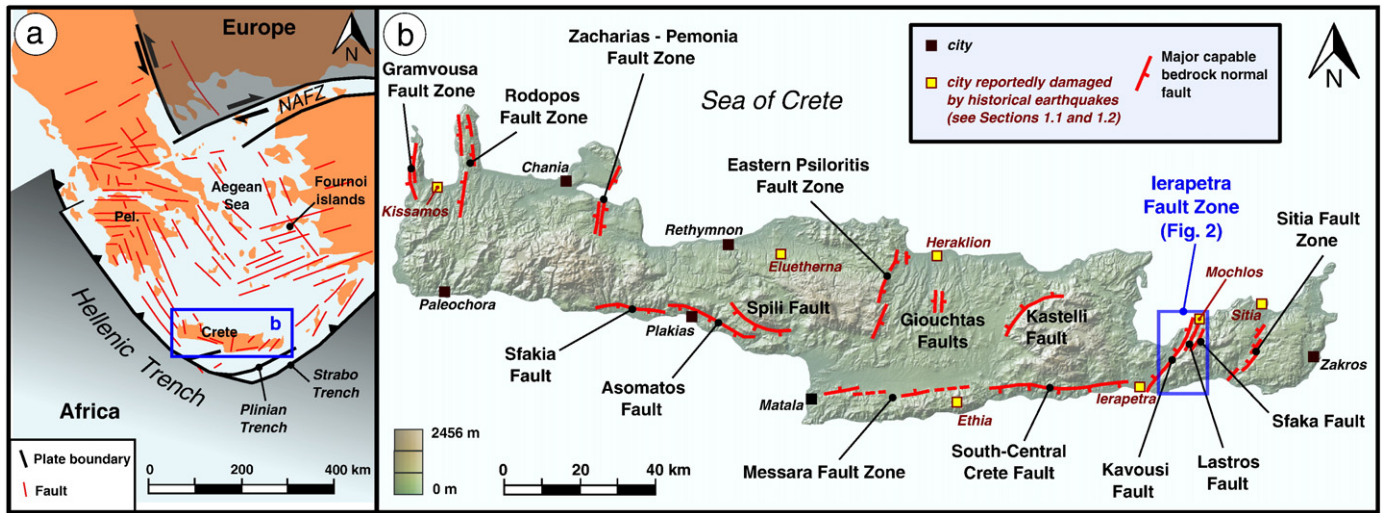 a
Europe
N
NAFZ
Aegean
Sea
Fournoi
islands
Pel.
Crete
b
Hellenic Trench
Strabo
Trench
Plinian
Trench
Africa
Plate boundary
Fault
0 200 400 km
b
Gramvousa
Fault Zone
Rodopos
Fault Zone
Zacharias - Pemonia
Fault Zone
Sea of Crete
city
city reportedly damaged
by historical earthquakes
(see Sections 1.1 and 1.2)
Major capable
bedrock normal
fault
N
Chania
Kissamos
Eastern Psiloritis
Fault Zone
Ierapetra
Fault Zone
(Fig. 2)
Sitia Fault
Zone
Rethymnon
Eluetherna
Heraklion
Mochlos
Sitia
Paleochora
Plakias
Spili Fault
Giouchtas
Faults
Kastelli
Fault
Zakros
Sfakia
Fault
Asomatos
Fault
Matala
Ethia
Ierapetra
Sfaka Fault
Messara Fault Zone
South-Central
Crete Fault
Kavousi
Fault
Lastros
Fault
2456 m
0 m
0 20 40 km